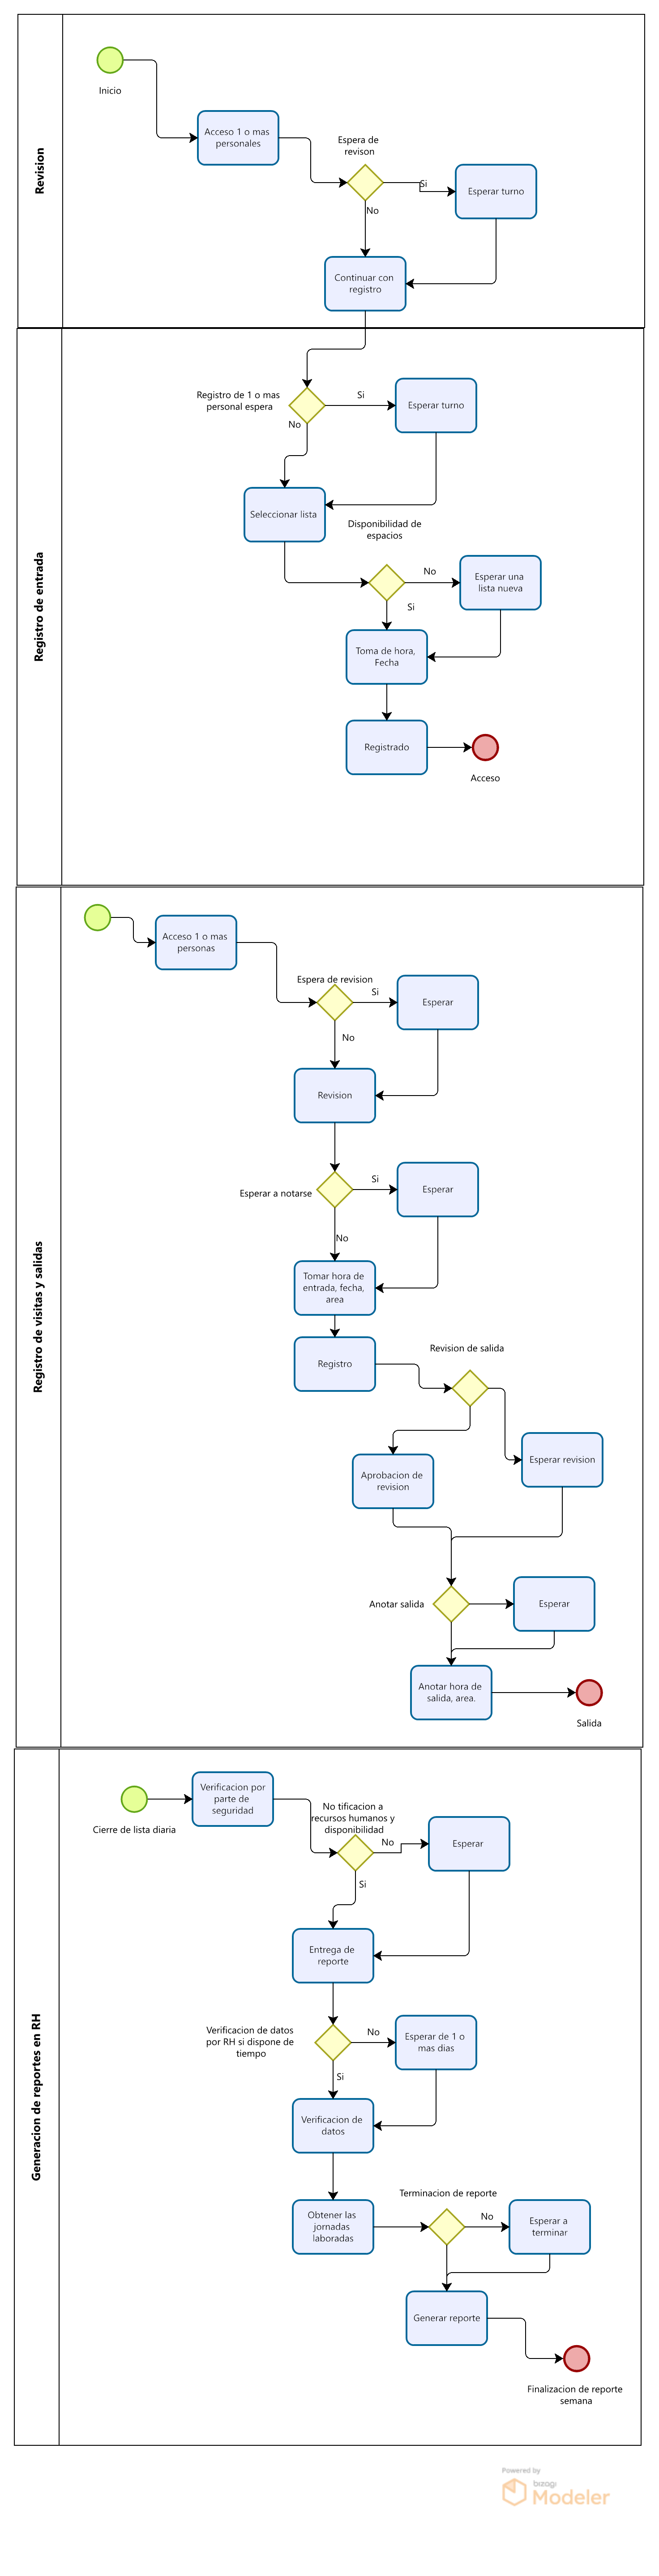 Revision
Inicio
Acceso 1 o mas
personales
Espera de
revison
Si
Esperar turno
No
Continuar con
registro
Registro de entrada
Registro de 1 o mas
personal espera
Si
Esperar turno
No
Seleccionar lista
Disponibilidad de
espacios
No
Esperar una
lista nueva
Si
Toma de hora,
Fecha
Registrado
Acceso
Registro de visitas y salidas
Acceso 1 o mas
personas
Espera de revision
Si
Esperar
No
Revision
Esperar a notarse
Si
Esperar
No
Tomar hora de
entrada, fecha,
area
Registro
Revision de salida
Esperar revision
Aprobacion de
revision
Anotar salida
Esperar
Anotar hora de
salida, area.
Salida
Generacion de reportes en RH
Cierre de lista diaria
Verificacion por
parte de
seguridad
No tificacion a
recursos humanos y
disponibilidad
No
Esperar
Si
Entrega de
reporte
Verificacion de datos
por RH si dispone de
tiempo
No
Esperar de 1 o
mas dias
Si
Verificacion de
datos
Obtener las
jornadas
laboradas
Terminacion de reporte
No
Esperar a
terminar
Generar reporte
Finalizacion de reporte
semana
Powered by
bizagi
Modeler